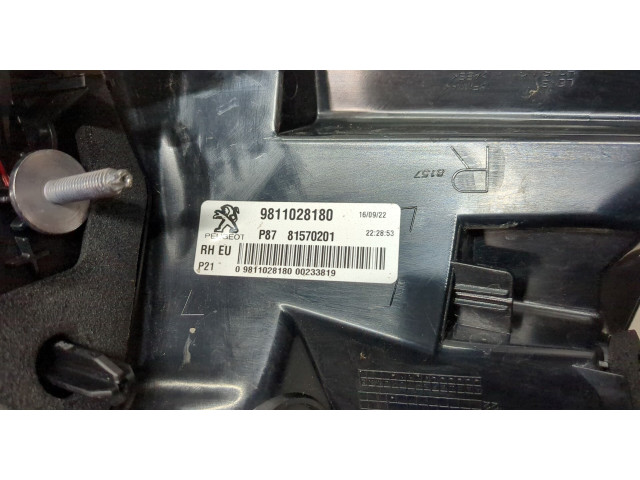 9811028180 16/09/22
P87 81570201 22:28:53
PEUGEOT
RH EU
P21 0 9811028180 00233819
R 8157